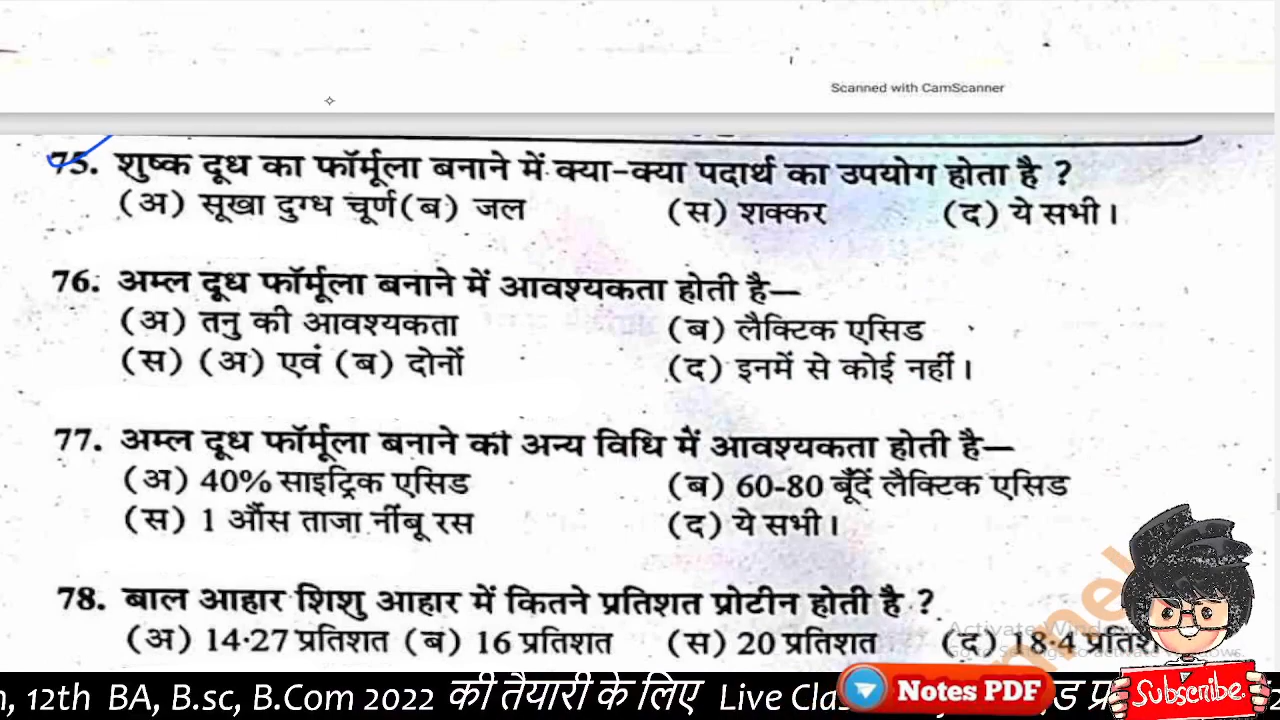 Scanned with CamScanner
75. शुष्क दूध का फॉर्मूला बनाने में क्या-क्या पदार्थ का उपयोग होता है ?
(अ) सूखा दुग्ध चूर्ण (ब) जल (स) शक्कर (द) ये सभी।
76. अम्ल दूध फॉर्मूला बनाने में आवश्यकता होती है—
(अ) तनु की आवश्यकता (ब) लैक्टिक एसिड
(स) (अ) एवं (ब) दोनों (द) इनमें से कोई नहीं।
77. अम्ल दूध फॉर्मूला बनाने की अन्य विधि में आवश्यकता होती है—
(अ) 40% साइट्रिक एसिड (ब) 60-80 बूँदें लैक्टिक एसिड
(स) 1 औंस ताजा नींबू रस (द) ये सभी।
78. बाल आहार शिशु आहार में कितने प्रतिशत प्रोटीन होती है ?
(अ) 14·27 प्रतिशत (ब) 16 प्रतिशत (स) 20 प्रतिशत (द) 18·4
Activate
12th BA, B.sc, B.Com 2022 की तैयारी के लिए Live
Notes PDF
Subscribe